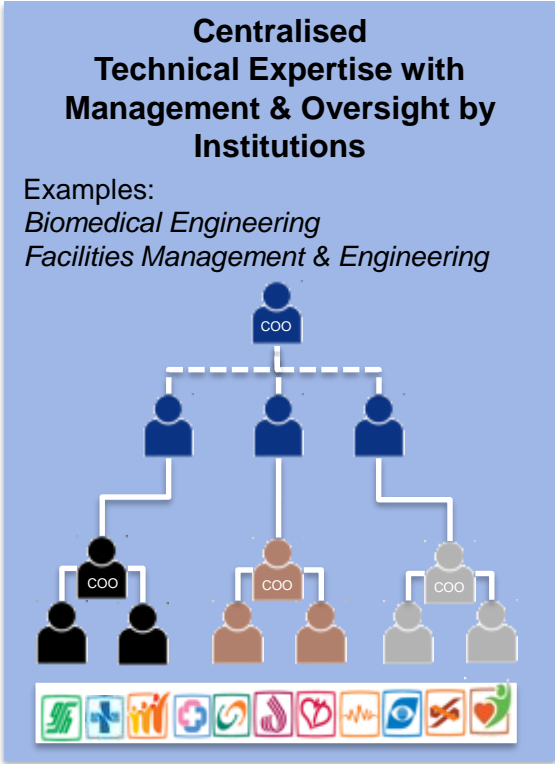 Centralised
Technical Expertise with
Management & Oversight by
Institutions
Examples:
Biomedical Engineering
Facilities Management & Engineering
COO
COO
COO
COO